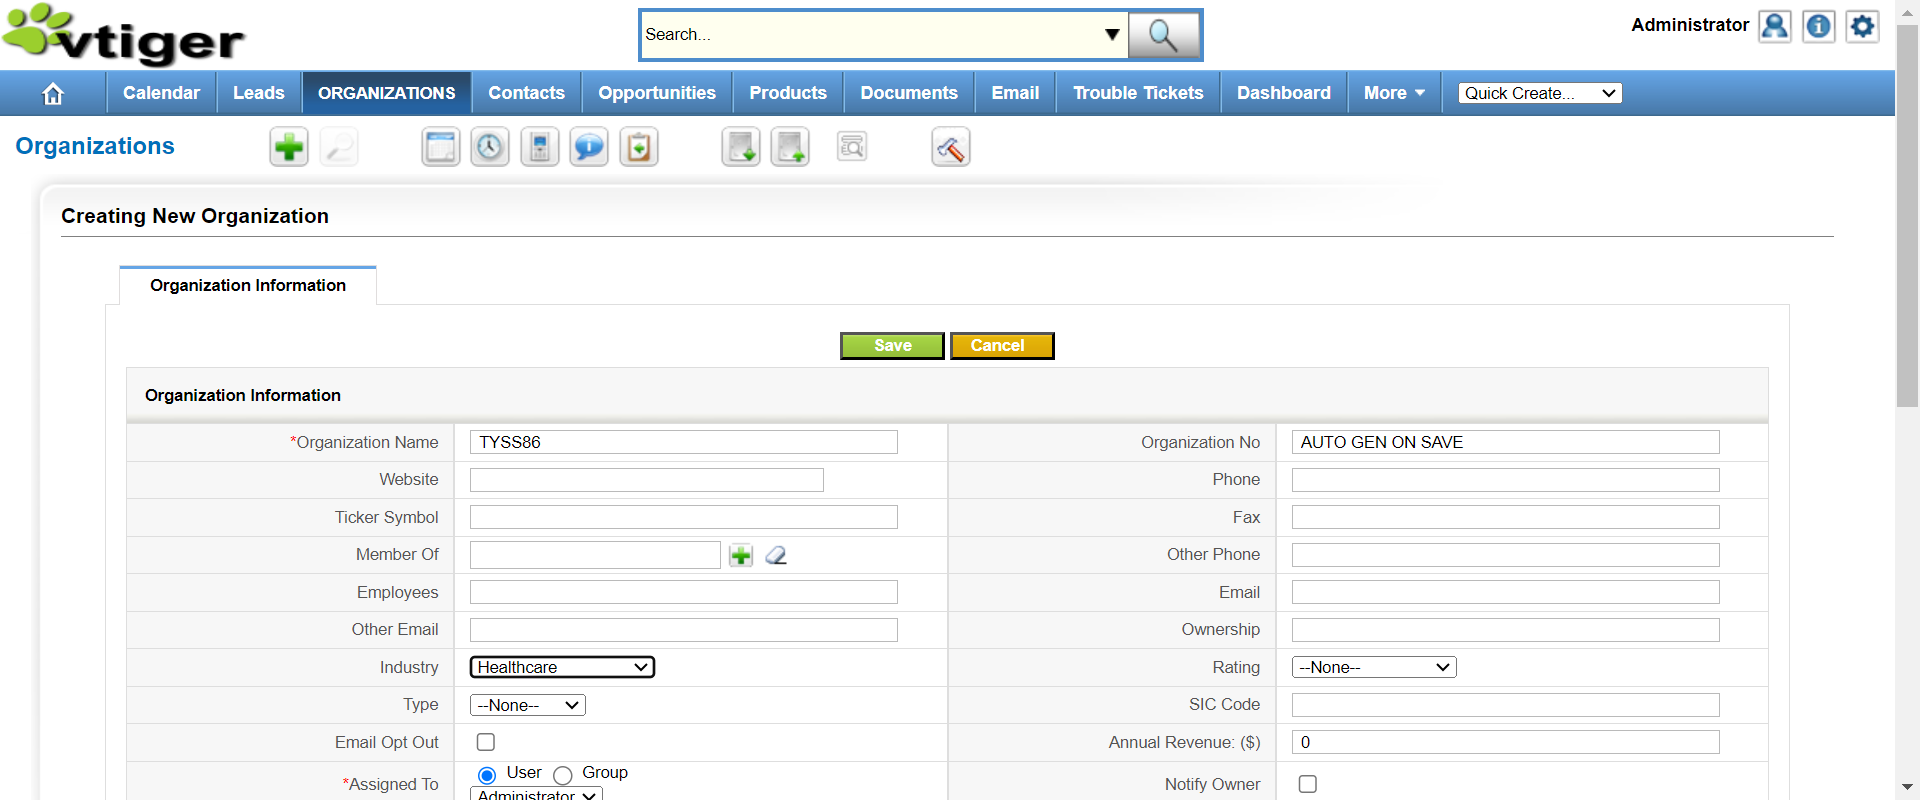 vtiger
Search...
Administrator
Calendar Leads ORGANIZATIONS Contacts Opportunities Products Documents Email Trouble Tickets Dashboard More Quick Create...
Organizations
Creating New Organization
Organization Information
Save Cancel
Organization Information
*Organization Name TYSS86 Organization No AUTO GEN ON SAVE
Website Phone
Ticker Symbol Fax
Member Of Other Phone
Employees Email
Other Email Ownership
Industry Healthcare Rating --None--
Type --None-- SIC Code
Email Opt Out Annual Revenue: ($) 0
*Assigned To User Group Notify Owner
Administrator